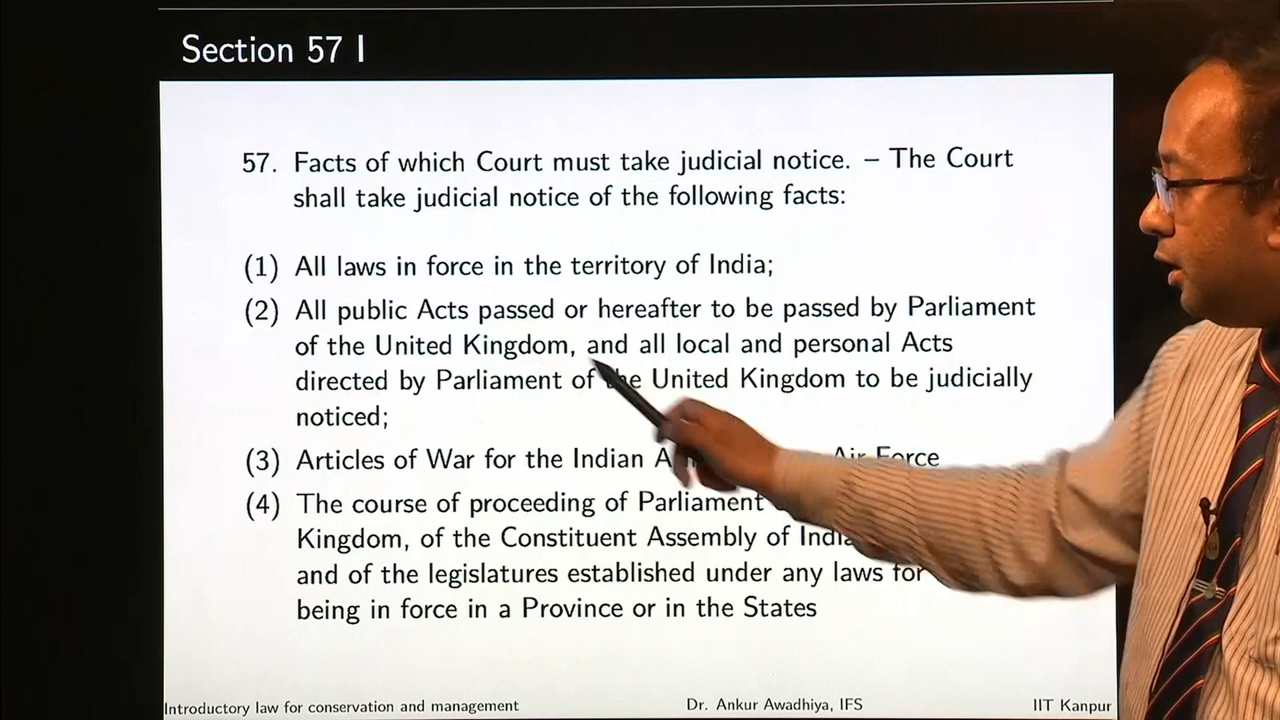 Section 57 I
57. Facts of which Court must take judicial notice. – The Court
shall take judicial notice of the following facts:
(1) All laws in force in the territory of India;
(2) All public Acts passed or hereafter to be passed by Parliament
of the United Kingdom, and all local and personal Acts
directed by Parliament of the United Kingdom to be judicially
noticed;
(3) Articles of War for the Indian Air Force
(4) The course of proceeding of Parliament
Kingdom, of the Constituent Assembly of India
and of the legislatures established under any laws for
being in force in a Province or in the States
Introductory law for conservation and management Dr. Ankur Awadhiya, IFS IIT Kanpur